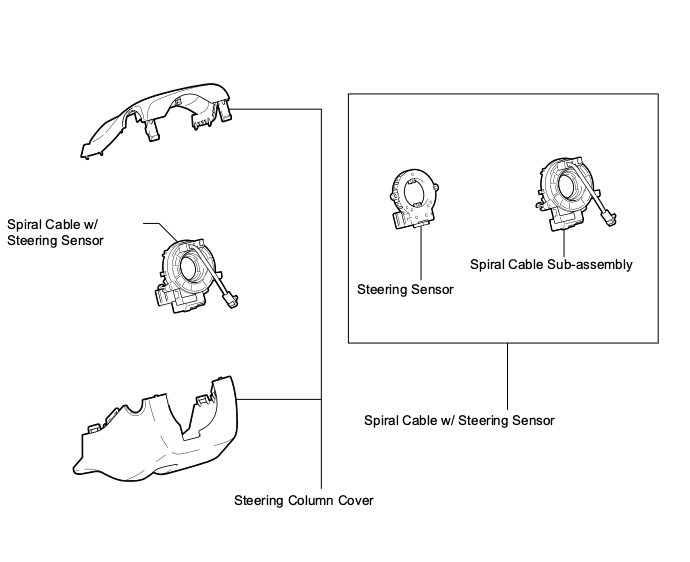 Spiral Cable w/
Steering Sensor
Steering Column Cover
Steering Sensor
Spiral Cable Sub-assembly
Spiral Cable w/ Steering Sensor